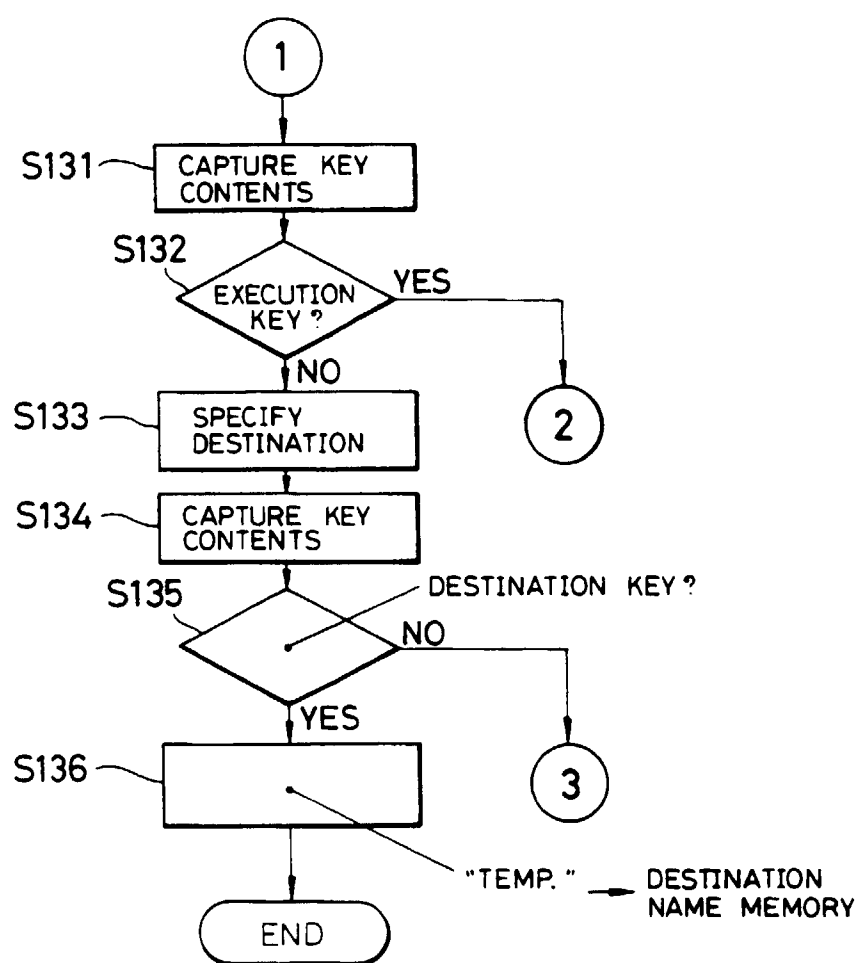 1
S131
CAPTURE KEY
CONTENTS
S132
EXECUTION
KEY?
YES
NO
2
S133
SPECIFY
DESTINATION
S134
CAPTURE KEY
CONTENTS
S135
DESTINATION KEY?
NO
YES
3
S136
"TEMP." → DESTINATION
NAME MEMORY
END